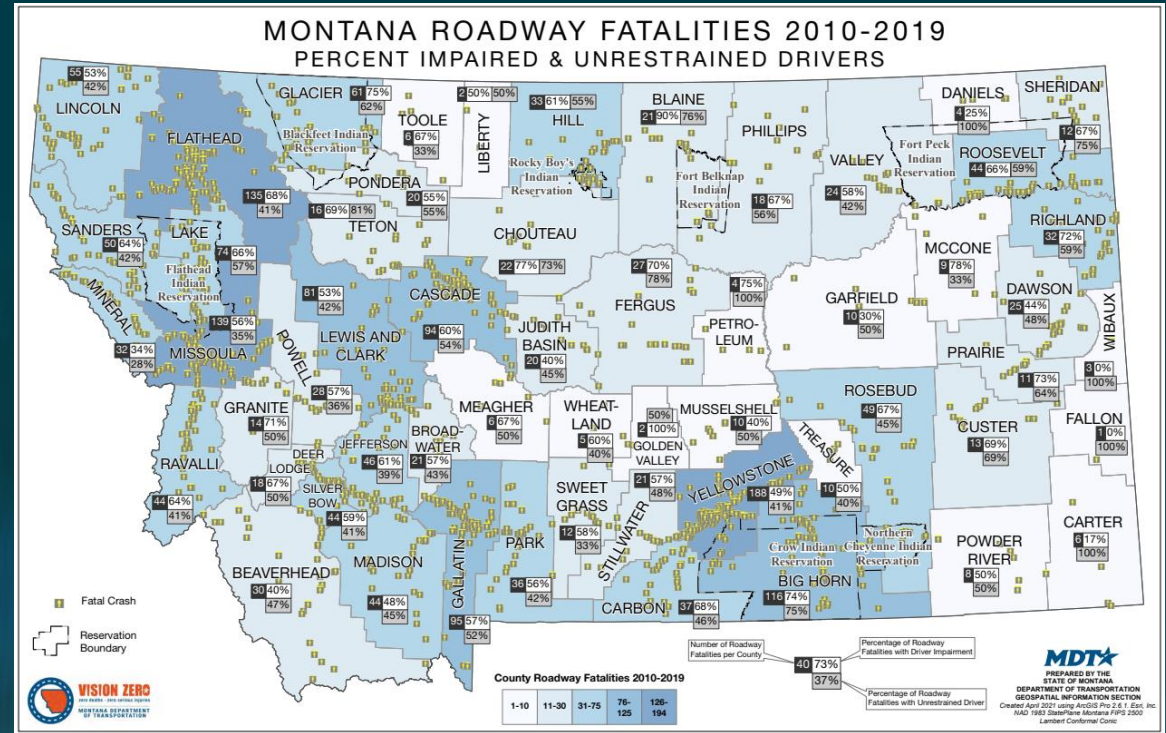 MONTANA ROADWAY FATALITIES 2010-2019
PERCENT IMPAIRED & UNRESTRAINED DRIVERS
LINCOLN
55 53%
42%
FLATHEAD
135 68%
41%
GLACIER
61 75%
62%
Blackfeet Indian
Reservation
TOOLE
6 67%
33%
LIBERTY
2 50% 50%
HILL
33 61% 55%
Rocky Boy's
Indian
Reservation
BLAINE
21 90% 76%
Fort Belknap
Indian
Reservation
PHILLIPS
18 67%
56%
VALLEY
24 58%
42%
DANIELS
4 25%
100%
SHERIDAN
12 67%
75%
Fort Peck
Indian
Reservation
ROOSEVELT
44 66% 59%
PONDERA
20 55%
55%
TETON
16 69% 81%
CHOUTEAU
22 77% 73%
SANDERS
50 64%
42%
LAKE
74 66%
57%
Flathead
Indian
Reservation
MINERAL
32 34%
28%
MISSOULA
139 56%
35%
POWELL
28 57%
36%
LEWIS AND
CLARK
81 53%
42%
CASCADE
94 60%
54%
JUDITH
BASIN
20 40%
45%
FERGUS
27 70%
78%
PETRO-
LEUM
4 75%
100%
GARFIELD
10 30%
50%
MCCONE
9 78%
33%
RICHLAND
32 72%
59%
DAWSON
25 44%
48%
WIBAUX
3 0%
100%
PRAIRIE
11 73%
64%
FALLON
1 0%
100%
GRANITE
14 71%
50%
RAVALLI
44 64%
41%
DEER
LODGE
18 67%
50%
SILVER
BOW
44 59%
41%
JEFFERSON
46 61%
39%
BROAD-
WATER
21 57%
43%
MEAGHER
6 67%
50%
WHEAT-
LAND
5 60%
40%
50%
2 100%
GOLDEN
VALLEY
MUSSELSHELL
10 40%
50%
ROSEBUD
49 67%
45%
TREASURE
10 50%
40%
CUSTER
13 69%
69%
BEAVERHEAD
30 40%
47%
MADISON
44 48%
45%
GALLATIN
95 57%
52%
PARK
36 56%
42%
SWEET
GRASS
12 58%
33%
STILLWATER
21 57%
48%
YELLOWSTONE
188 49%
41%
CARBON
37 68%
46%
Crow Indian
Reservation
BIG HORN
116 74%
75%
Northern
Cheyenne Indian
Reservation
POWDER
RIVER
8 50%
50%
CARTER
6 17%
100%
Fatal Crash
Reservation
Boundary
VISION ZERO
zero deaths - zero serious injuries
MONTANA DEPARTMENT
OF TRANSPORTATION
County Roadway Fatalities 2010-2019
1-10 11-30 31-75 76-125 126-194
Number of Roadway
Fatalities per County
40 73%
37%
Percentage of Roadway
Fatalities with Driver Impairment
Percentage of Roadway
Fatalities with Unrestrained Driver
MDT
PREPARED BY THE
STATE OF MONTANA
DEPARTMENT OF TRANSPORTATION
GEOSPATIAL INFORMATION SECTION
Created April 2021 using ArcGIS Pro 2.6.1. Esri, Inc.
NAD 1983 StatePlane Montana FIPS 2500
Lambert Conformal Conic